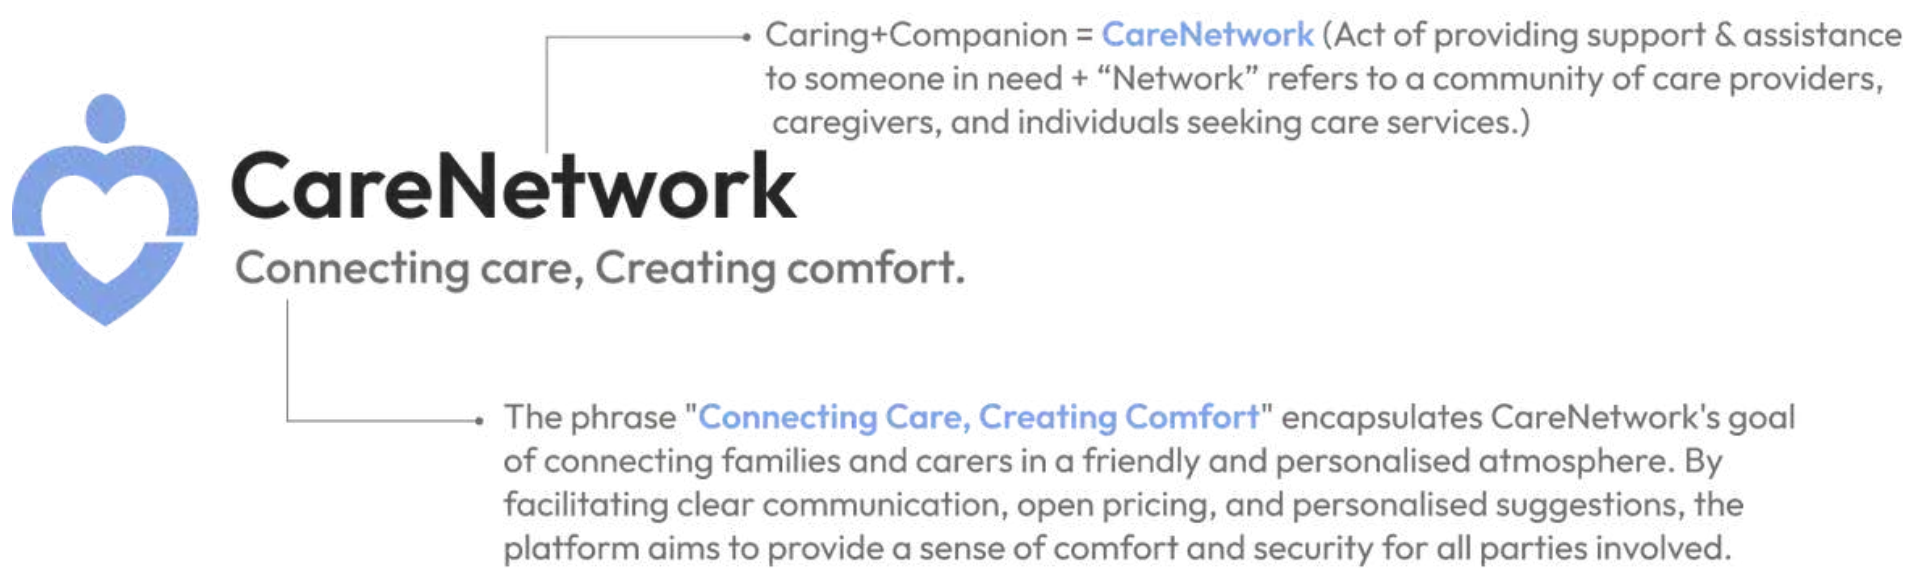 Caring+Companion = CareNetwork (Act of providing support & assistance
to someone in need + “Network” refers to a community of care providers,
caregivers, and individuals seeking care services.)
CareNetwork
Connecting care, Creating comfort.
The phrase "Connecting Care, Creating Comfort" encapsulates CareNetwork's goal
of connecting families and carers in a friendly and personalised atmosphere. By
facilitating clear communication, open pricing, and personalised suggestions, the
platform aims to provide a sense of comfort and security for all parties involved.